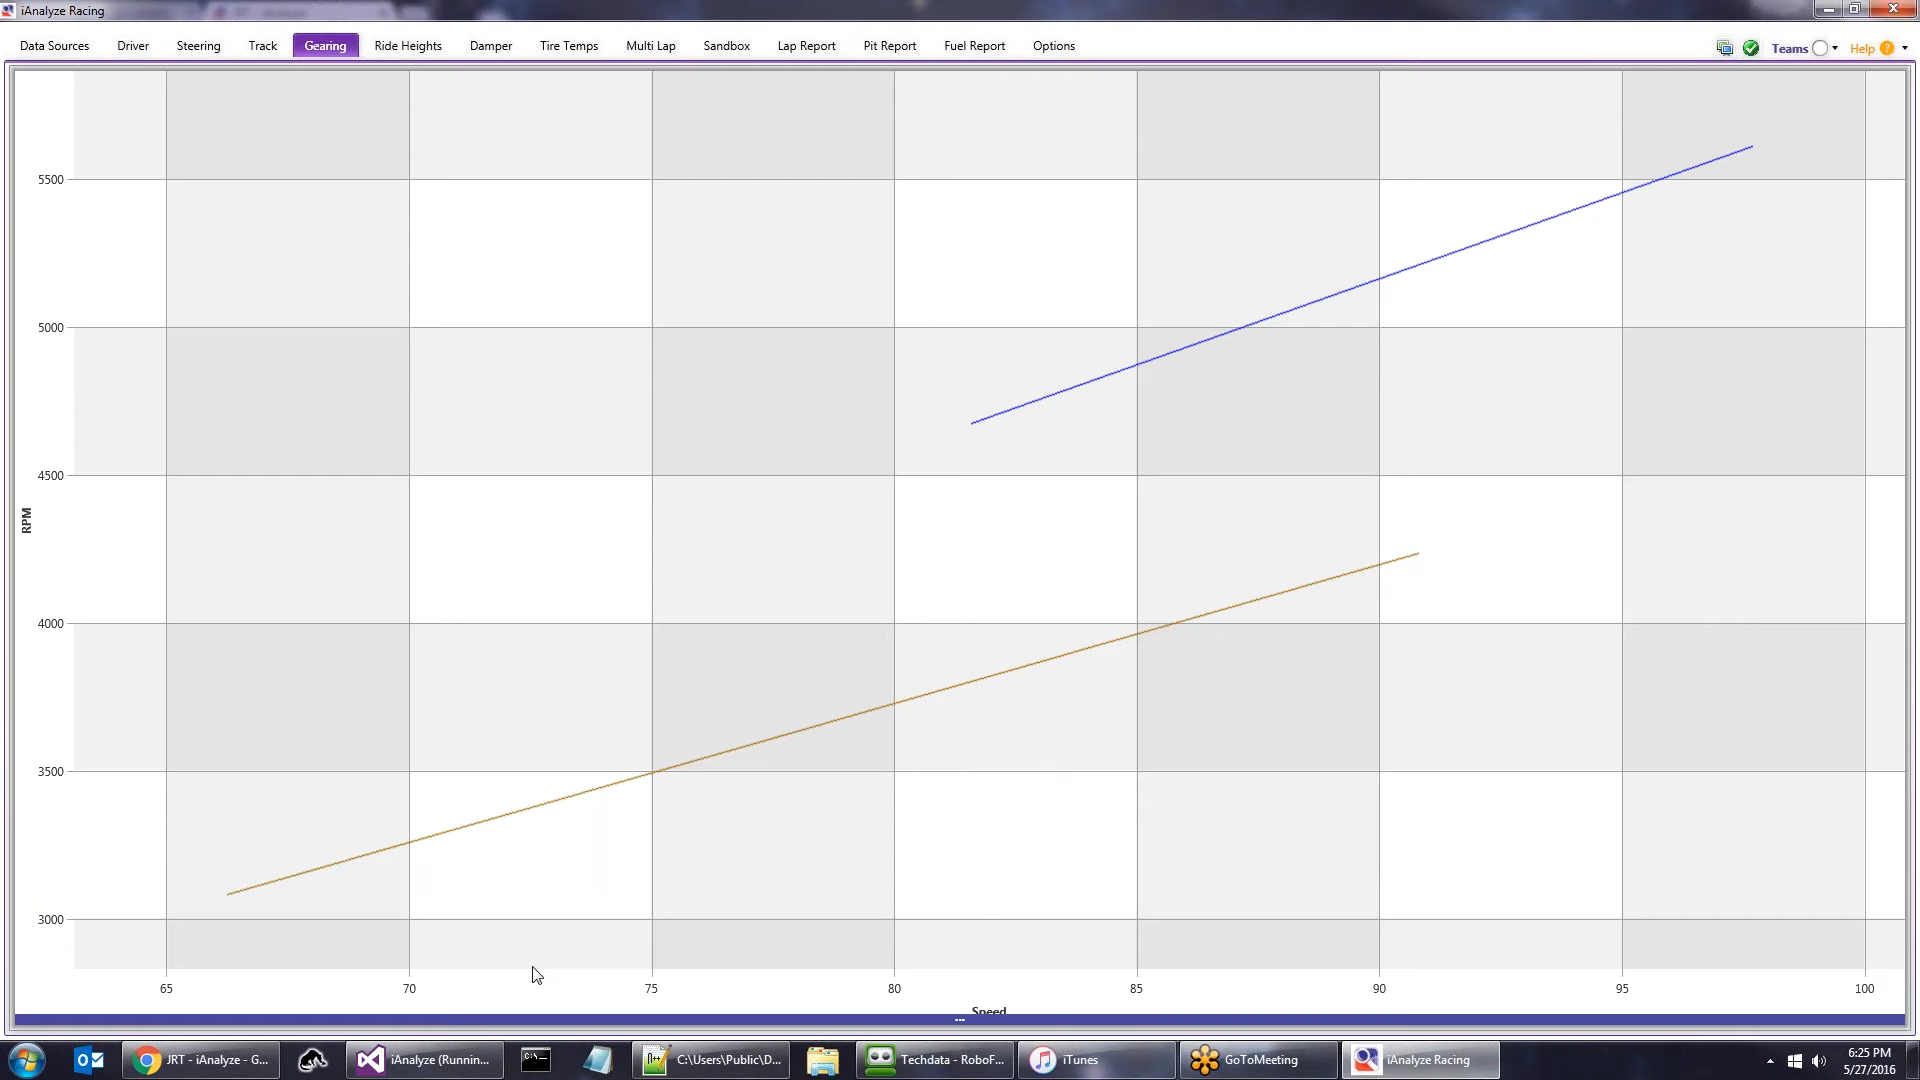 iAnalyze Racing
Data Sources Driver Steering Track Gearing Ride Heights Damper Tire Temps Multi Lap Sandbox Lap Report Pit Report Fuel Report Options
Teams Help ?
5500
5000
4500
RPM
4000
3500
3000
65 70 75 80 85 90 95 100
Speed
JRT - iAnalyze - G... iAnalyze (Runnin... C:\Users\Public\D... Techdata - RoboF... iTunes GoToMeeting iAnalyze Racing
6:25 PM
5/27/2016